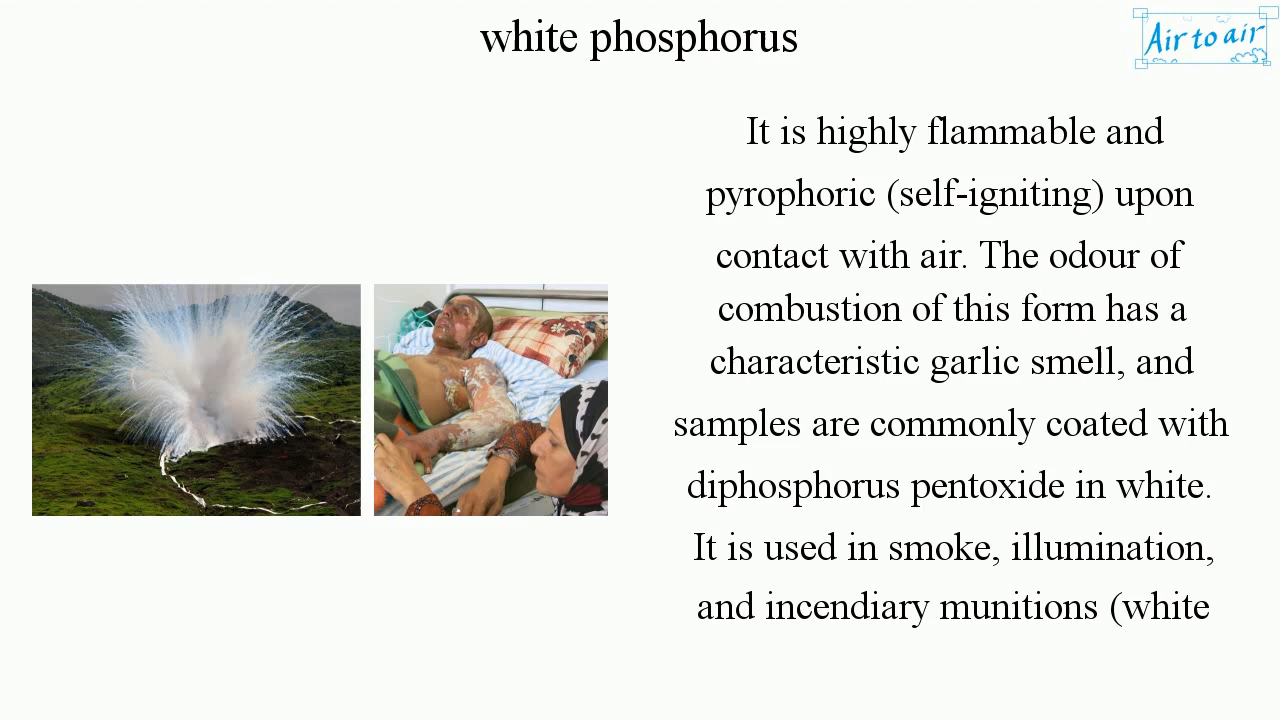 white phosphorus
Air to air
It is highly flammable and
pyrophoric (self-igniting) upon
contact with air. The odour of
combustion of this form has a
characteristic garlic smell, and
samples are commonly coated with
diphosphorus pentoxide in white.
It is used in smoke, illumination,
and incendiary munitions (white